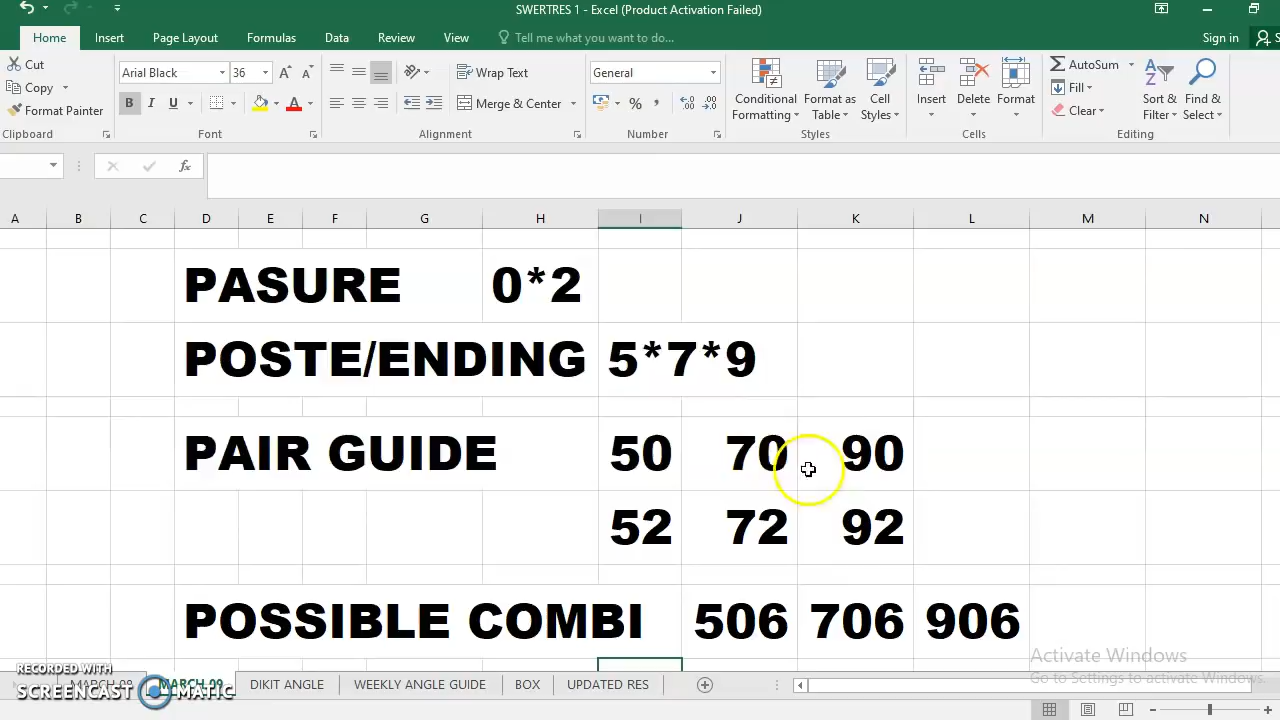 SWERTRES 1 - Excel (Product Activation Failed)
Home Insert Page Layout Formulas Data Review View Tell me what you want to do... Sign in S
Cut
Copy
Format Painter
Clipboard
Arial Black 36
B I U A
Font
Wrap Text
Merge & Center
Alignment
General
% ,
Number
Conditional Formatting
Format as Table
Cell Styles
Styles
Insert Delete Format
Cells
AutoSum
Fill
Clear
Sort & Filter
Find & Select
Editing
fx
A B C D E F G H I J K L M N
PASURE 0*2
POSTE/ENDING 5*7*9
PAIR GUIDE 50 70 90
52 72 92
POSSIBLE COMBI 506 706 906
Activate Windows
Go to Settings to activate Windows.
RECORDED WITH
SCREENCAST MATIC
MARCH 09 DIKIT ANGLE WEEKLY ANGLE GUIDE BOX UPDATED RES